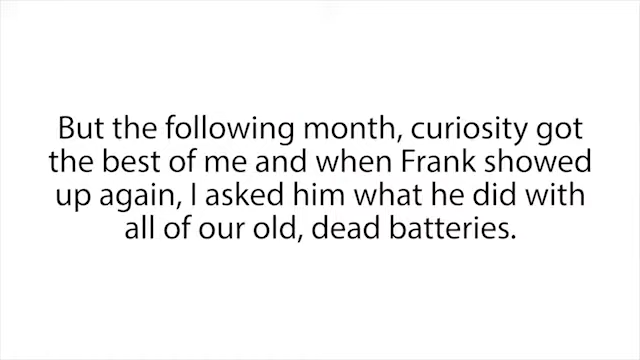 But the following month, curiosity got
the best of me and when Frank showed
up again, I asked him what he did with
all of our old, dead batteries.